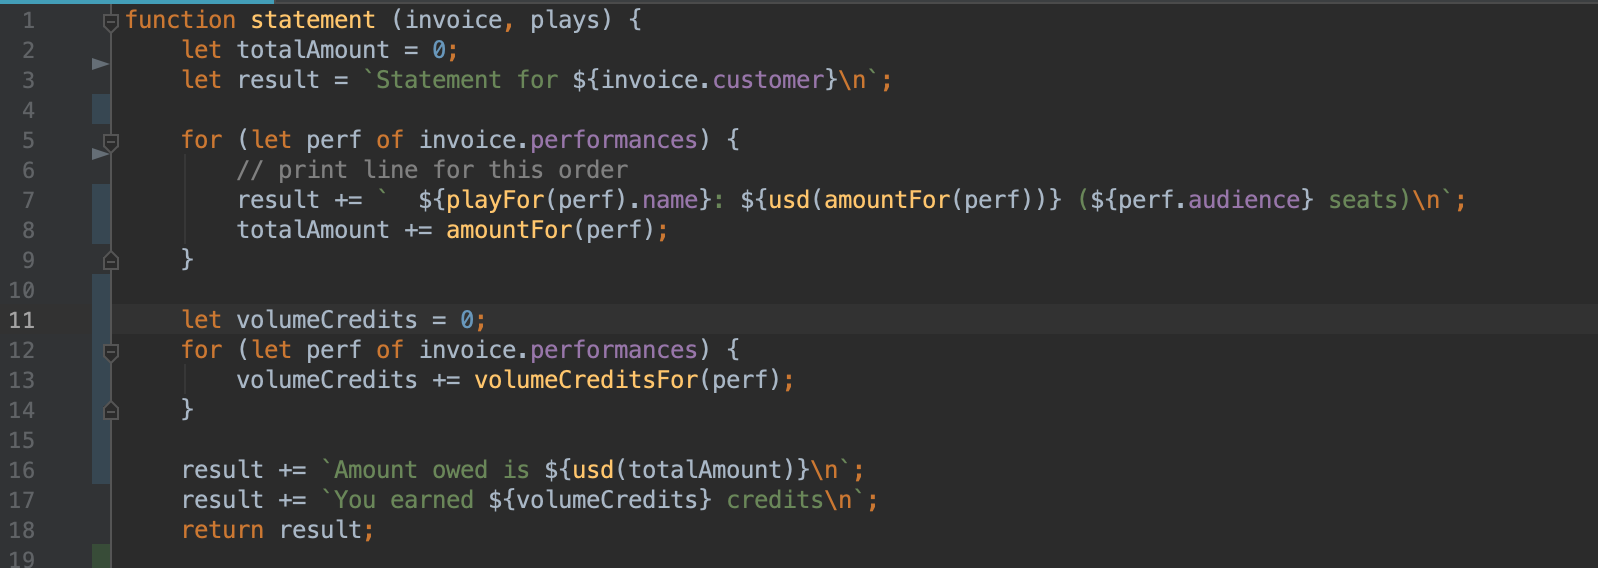 1 function statement (invoice, plays) {
2     let totalAmount = 0;
3     let result = `Statement for ${invoice.customer}\n`;
4
5     for (let perf of invoice.performances) {
6         // print line for this order
7         result += `  ${playFor(perf).name}: ${usd(amountFor(perf))} (${perf.audience} seats)\n`;
8         totalAmount += amountFor(perf);
9     }
10
11     let volumeCredits = 0;
12     for (let perf of invoice.performances) {
13         volumeCredits += volumeCreditsFor(perf);
14     }
15
16     result += `Amount owed is ${usd(totalAmount)}\n`;
17     result += `You earned ${volumeCredits} credits\n`;
18     return result;
19